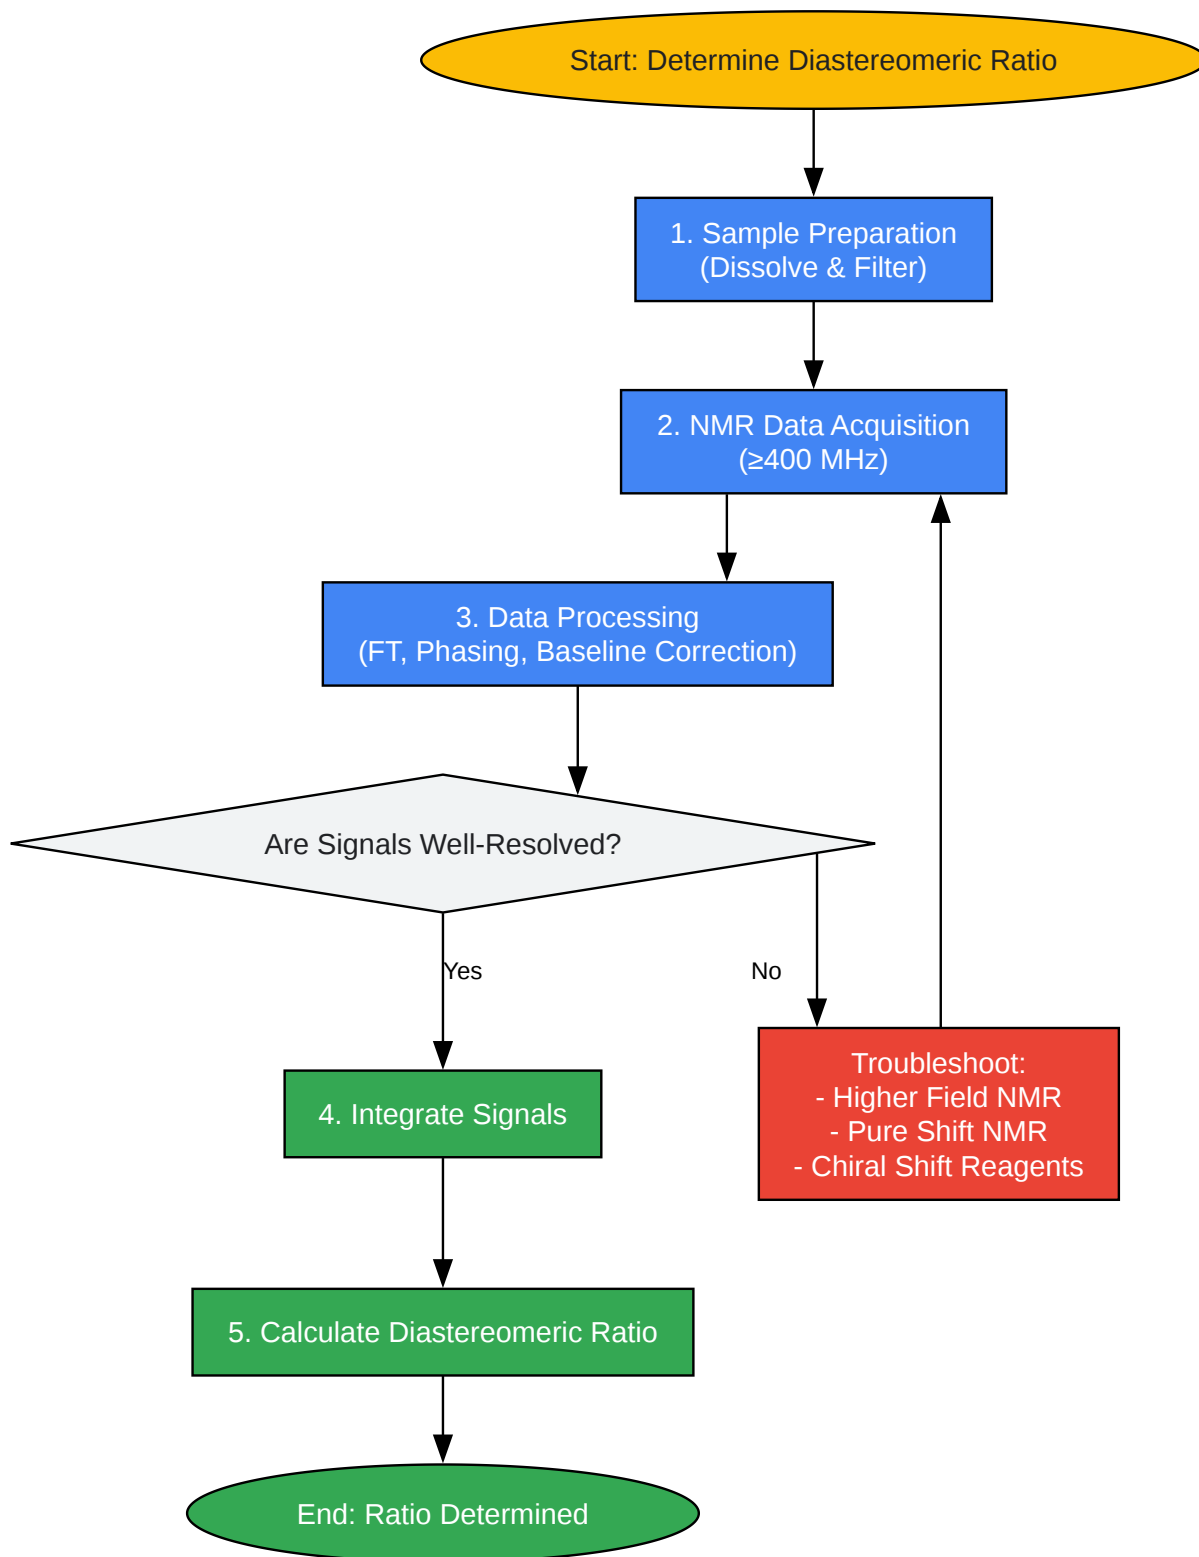 Start: Determine Diastereomeric Ratio
1. Sample Preparation
(Dissolve & Filter)
2. NMR Data Acquisition
(≥400 MHz)
3. Data Processing
(FT, Phasing, Baseline Correction)
Are Signals Well-Resolved?
Yes
No
Troubleshoot:
- Higher Field NMR
- Pure Shift NMR
- Chiral Shift Reagents
4. Integrate Signals
5. Calculate Diastereomeric Ratio
End: Ratio Determined